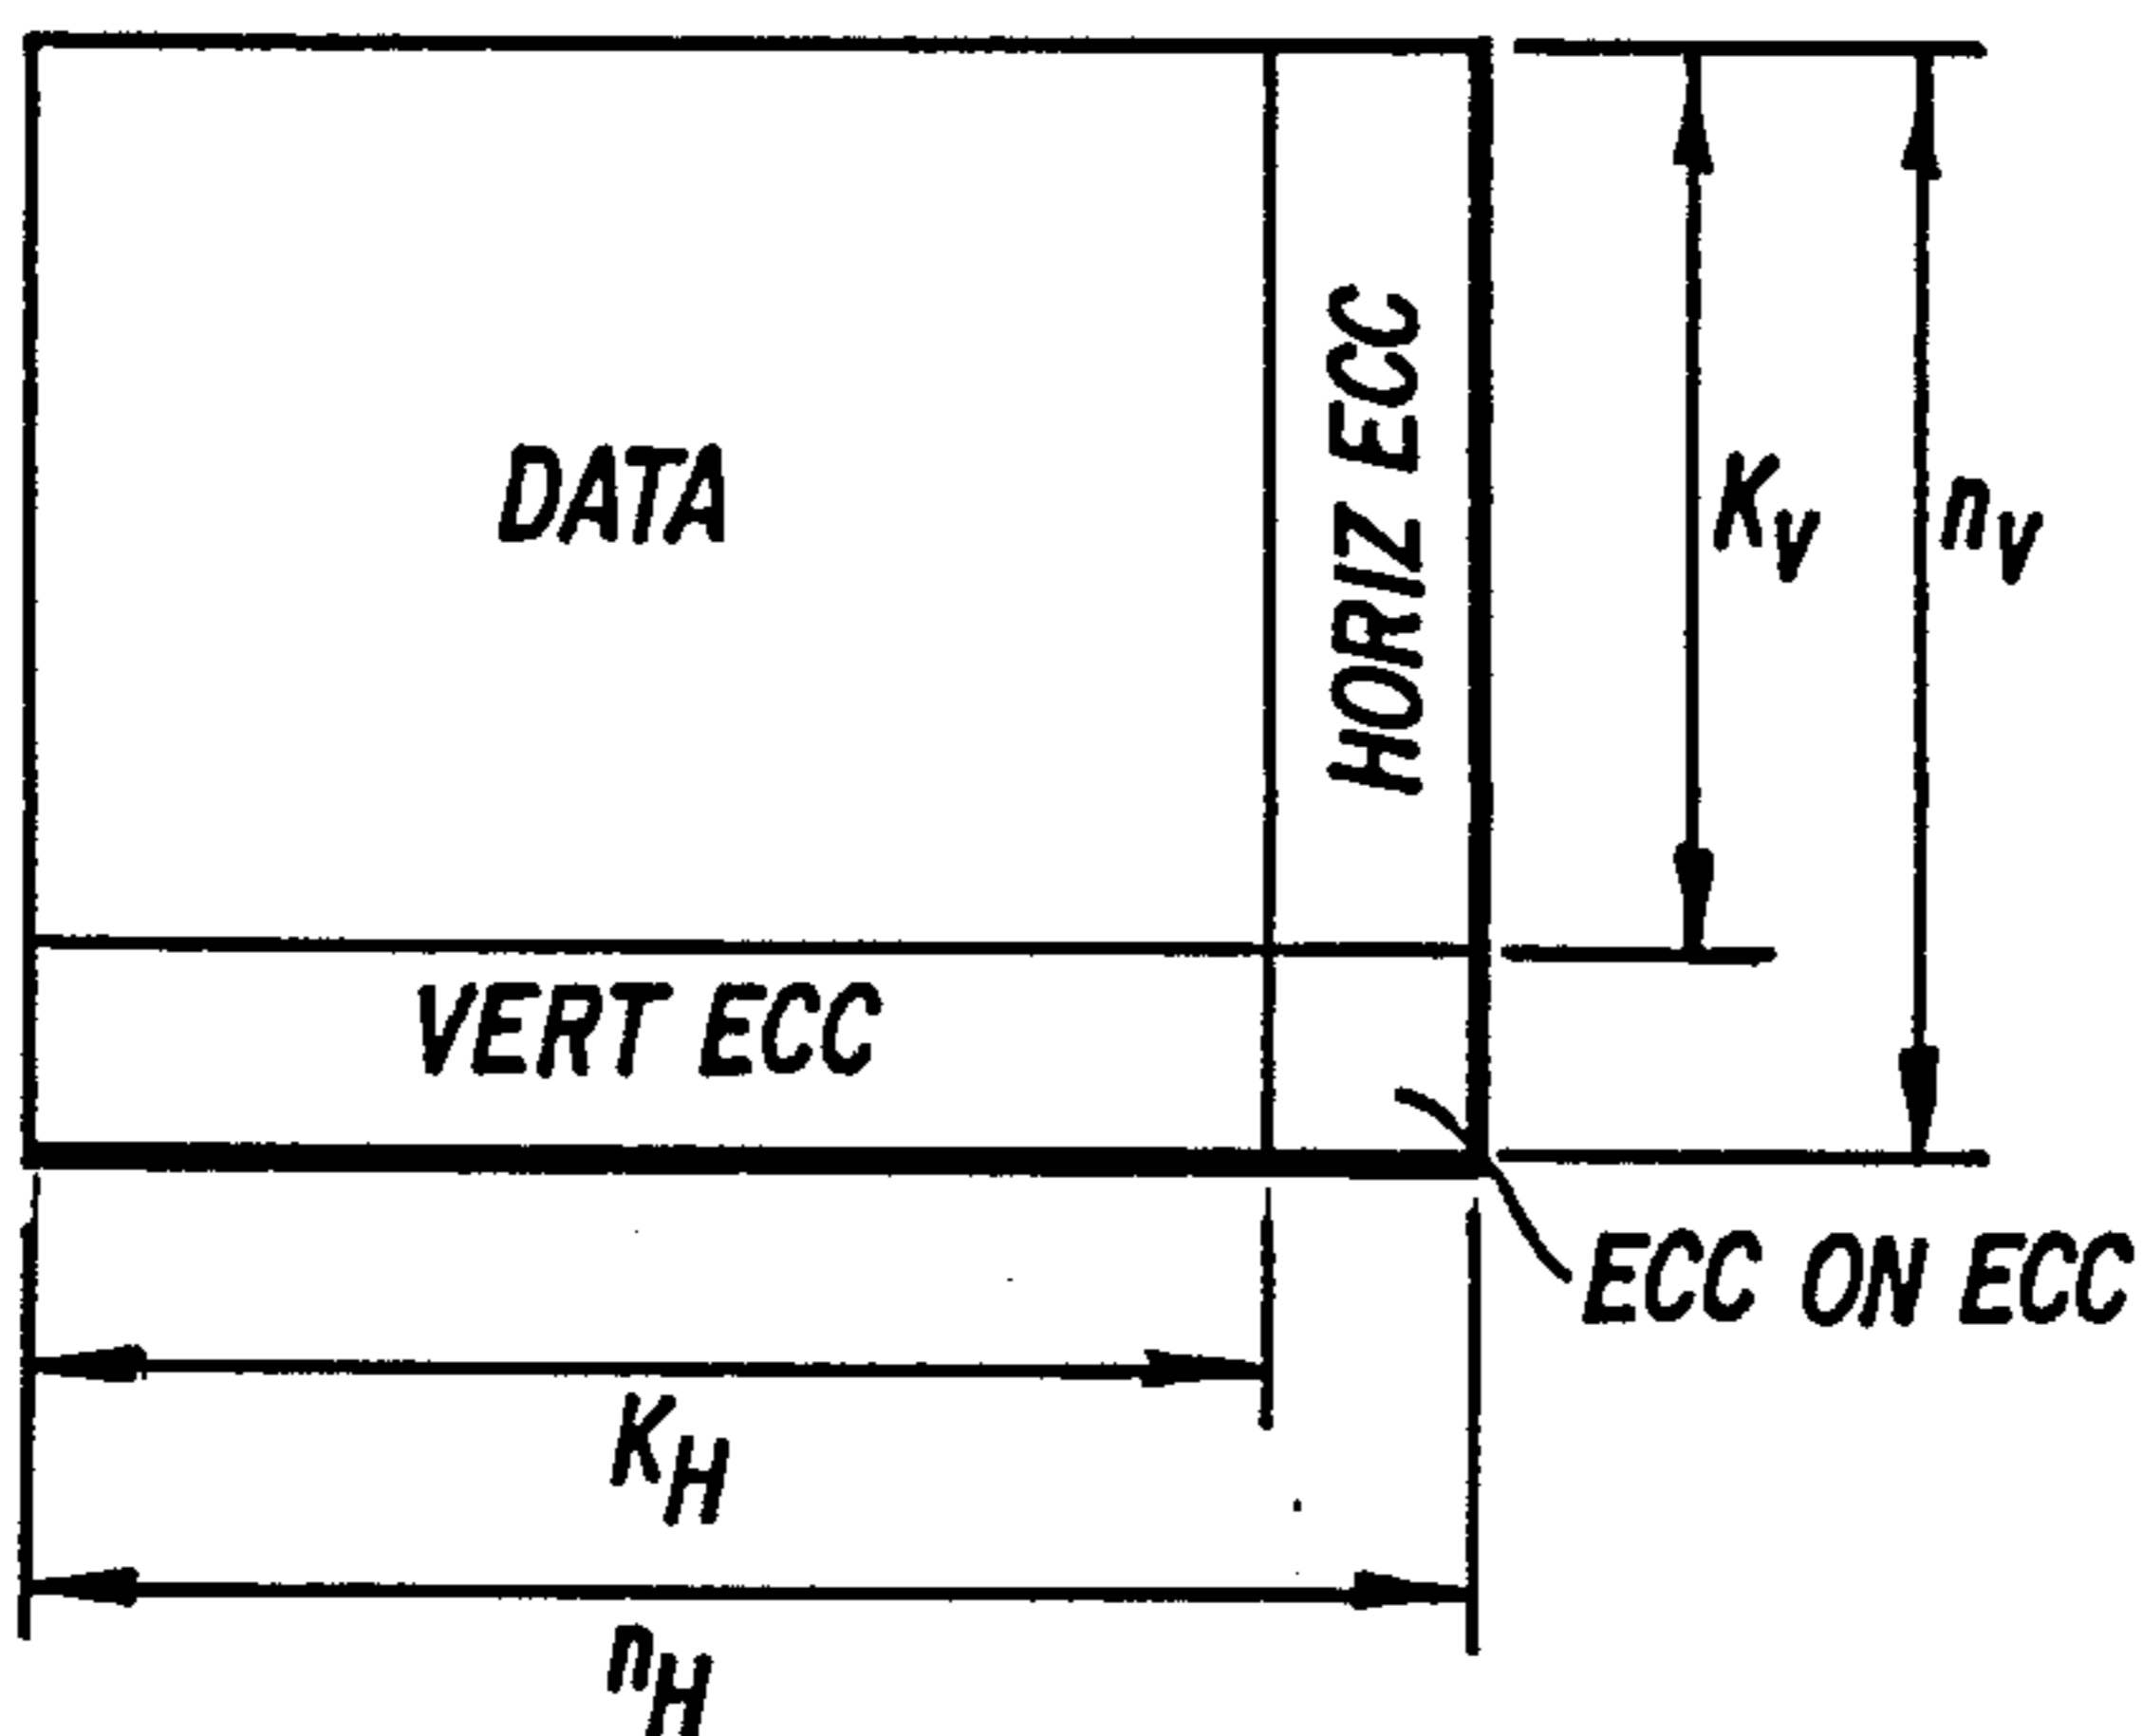 DATA
HORIZ ECC
K_V
n_V
VERT ECC
ECC ON ECC
K_H
n_H